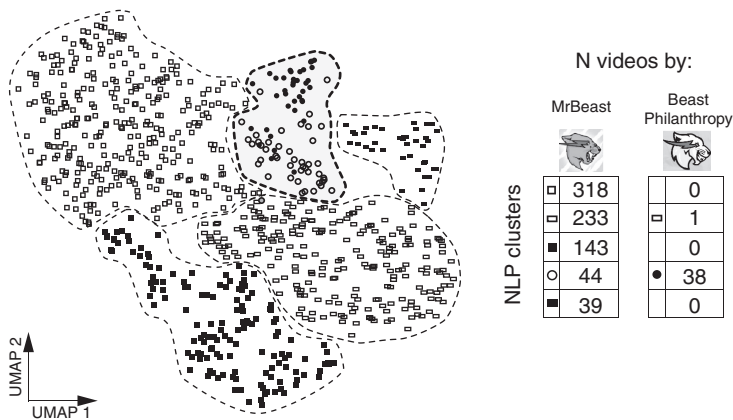 N videos by:
MrBeast
Beast
Philanthropy
NLP clusters
318 0
233 1
143 0
44 38
39 0
UMAP 2
UMAP 1